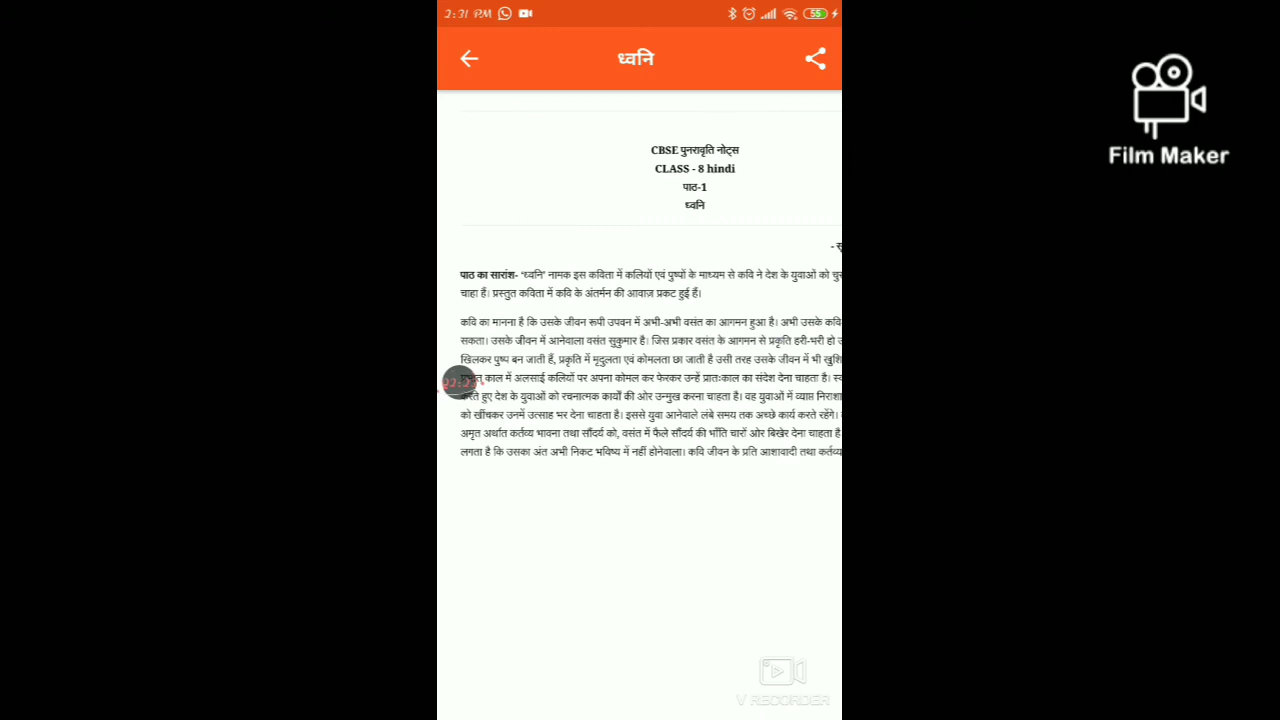 2:31 PM
55
ध्वनि
Film Maker
CBSE पुनरावृति नोट्स
CLASS - 8 hindi
पाठ-1
ध्वनि
पाठ का सारांश- ‘ध्वनि’ नामक इस कविता में कलियों एवं पुष्पों के माध्यम से कवि ने देश के युवाओं को
चाहा हैं। प्रस्तुत कविता में कवि के अंतर्मन की आवाज़ प्रकट हुई हैं।
कवि का मानना है कि उसके जीवन रूपी उपवन में अभी-अभी वसंत का आगमन हुआ है। अभी उसके कवि
सकता। उसके जीवन में आनेवाला वसंत सुकुमार है। जिस प्रकार वसंत के आगमन से प्रकृति हरी-भरी हो
खिलकर पुष्प बन जाती हैं, प्रकृति में मृदुलता एवं कोमलता छा जाती है उसी तरह उसके जीवन में भी
काल में अलसाई कलियों पर अपना कोमल कर फेरकर उन्हें प्रातःकाल का संदेश देना चाहता है।
करते हुए देश के युवाओं को रचनात्मक कार्यों की ओर उन्मुख करना चाहता है। वह युवाओं में व्याप्त निराशा
को खींचकर उनमें उत्साह भर देना चाहता है। इससे युवा आनेवाले लंबे समय तक अच्छे कार्य करते रहेंगे।
अमृत अर्थात कर्तव्य भावना तथा सौंदर्य को, वसंत में फैले सौंदर्य की भाँति चारों ओर बिखेर देना चाहता है
लगता है कि उसका अंत अभी निकट भविष्य में नहीं होनेवाला। कवि जीवन के प्रति आशावादी तथा कर्तव्य
V RECORDER